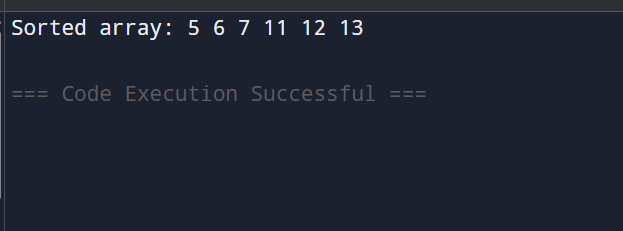 Sorted array: 5 6 7 11 12 13
=== Code Execution Successful ===